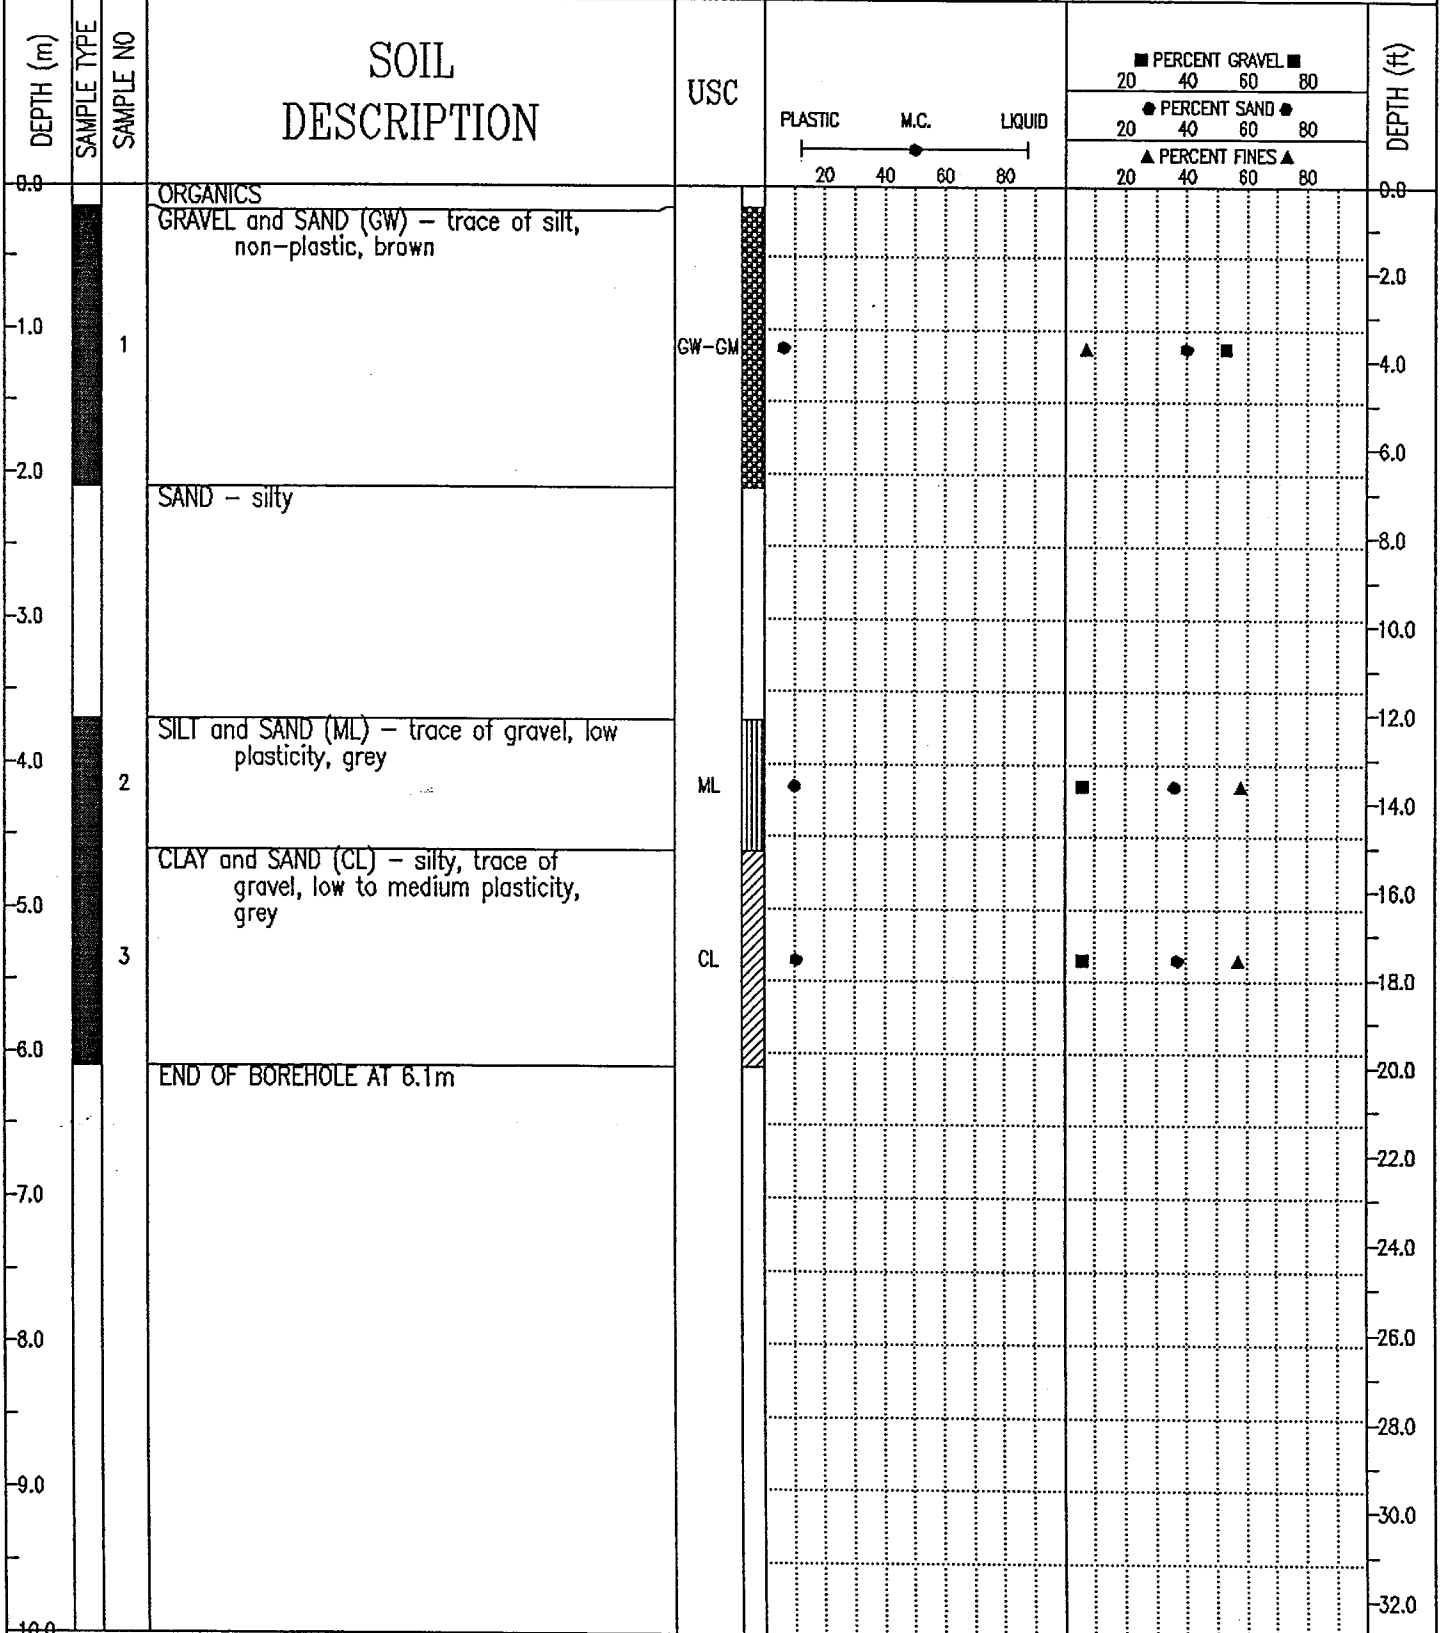 DEPTH (m)
SAMPLE TYPE
SAMPLE NO
SOIL
DESCRIPTION
USC
PLASTIC M.C. LIQUID
20 40 60 80
■ PERCENT GRAVEL ■
20 40 60 80
● PERCENT SAND ●
20 40 60 80
▲ PERCENT FINES ▲
20 40 60 80
DEPTH (ft)
0.0
ORGANICS
0.0
GRAVEL and SAND (GW) – trace of silt,
non-plastic, brown
2.0
1.0
1
GW-GM
4.0
6.0
2.0
SAND – silty
8.0
3.0
10.0
12.0
SILT and SAND (ML) – trace of gravel, low
plasticity, grey
4.0
2
ML
14.0
CLAY and SAND (CL) – silty, trace of
gravel, low to medium plasticity,
grey
16.0
5.0
3
CL
18.0
6.0
20.0
END OF BOREHOLE AT 6.1m
22.0
7.0
24.0
8.0
26.0
28.0
9.0
30.0
32.0
10.0